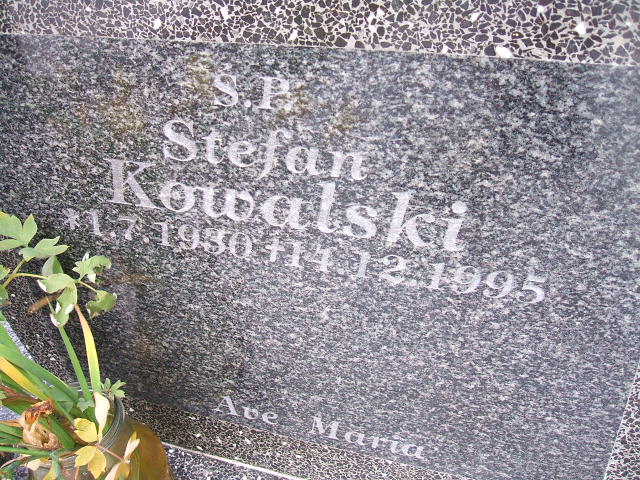 S.P.
Stefan
Kowalski
*1.7.1930 †14.12.1995
Ave Maria